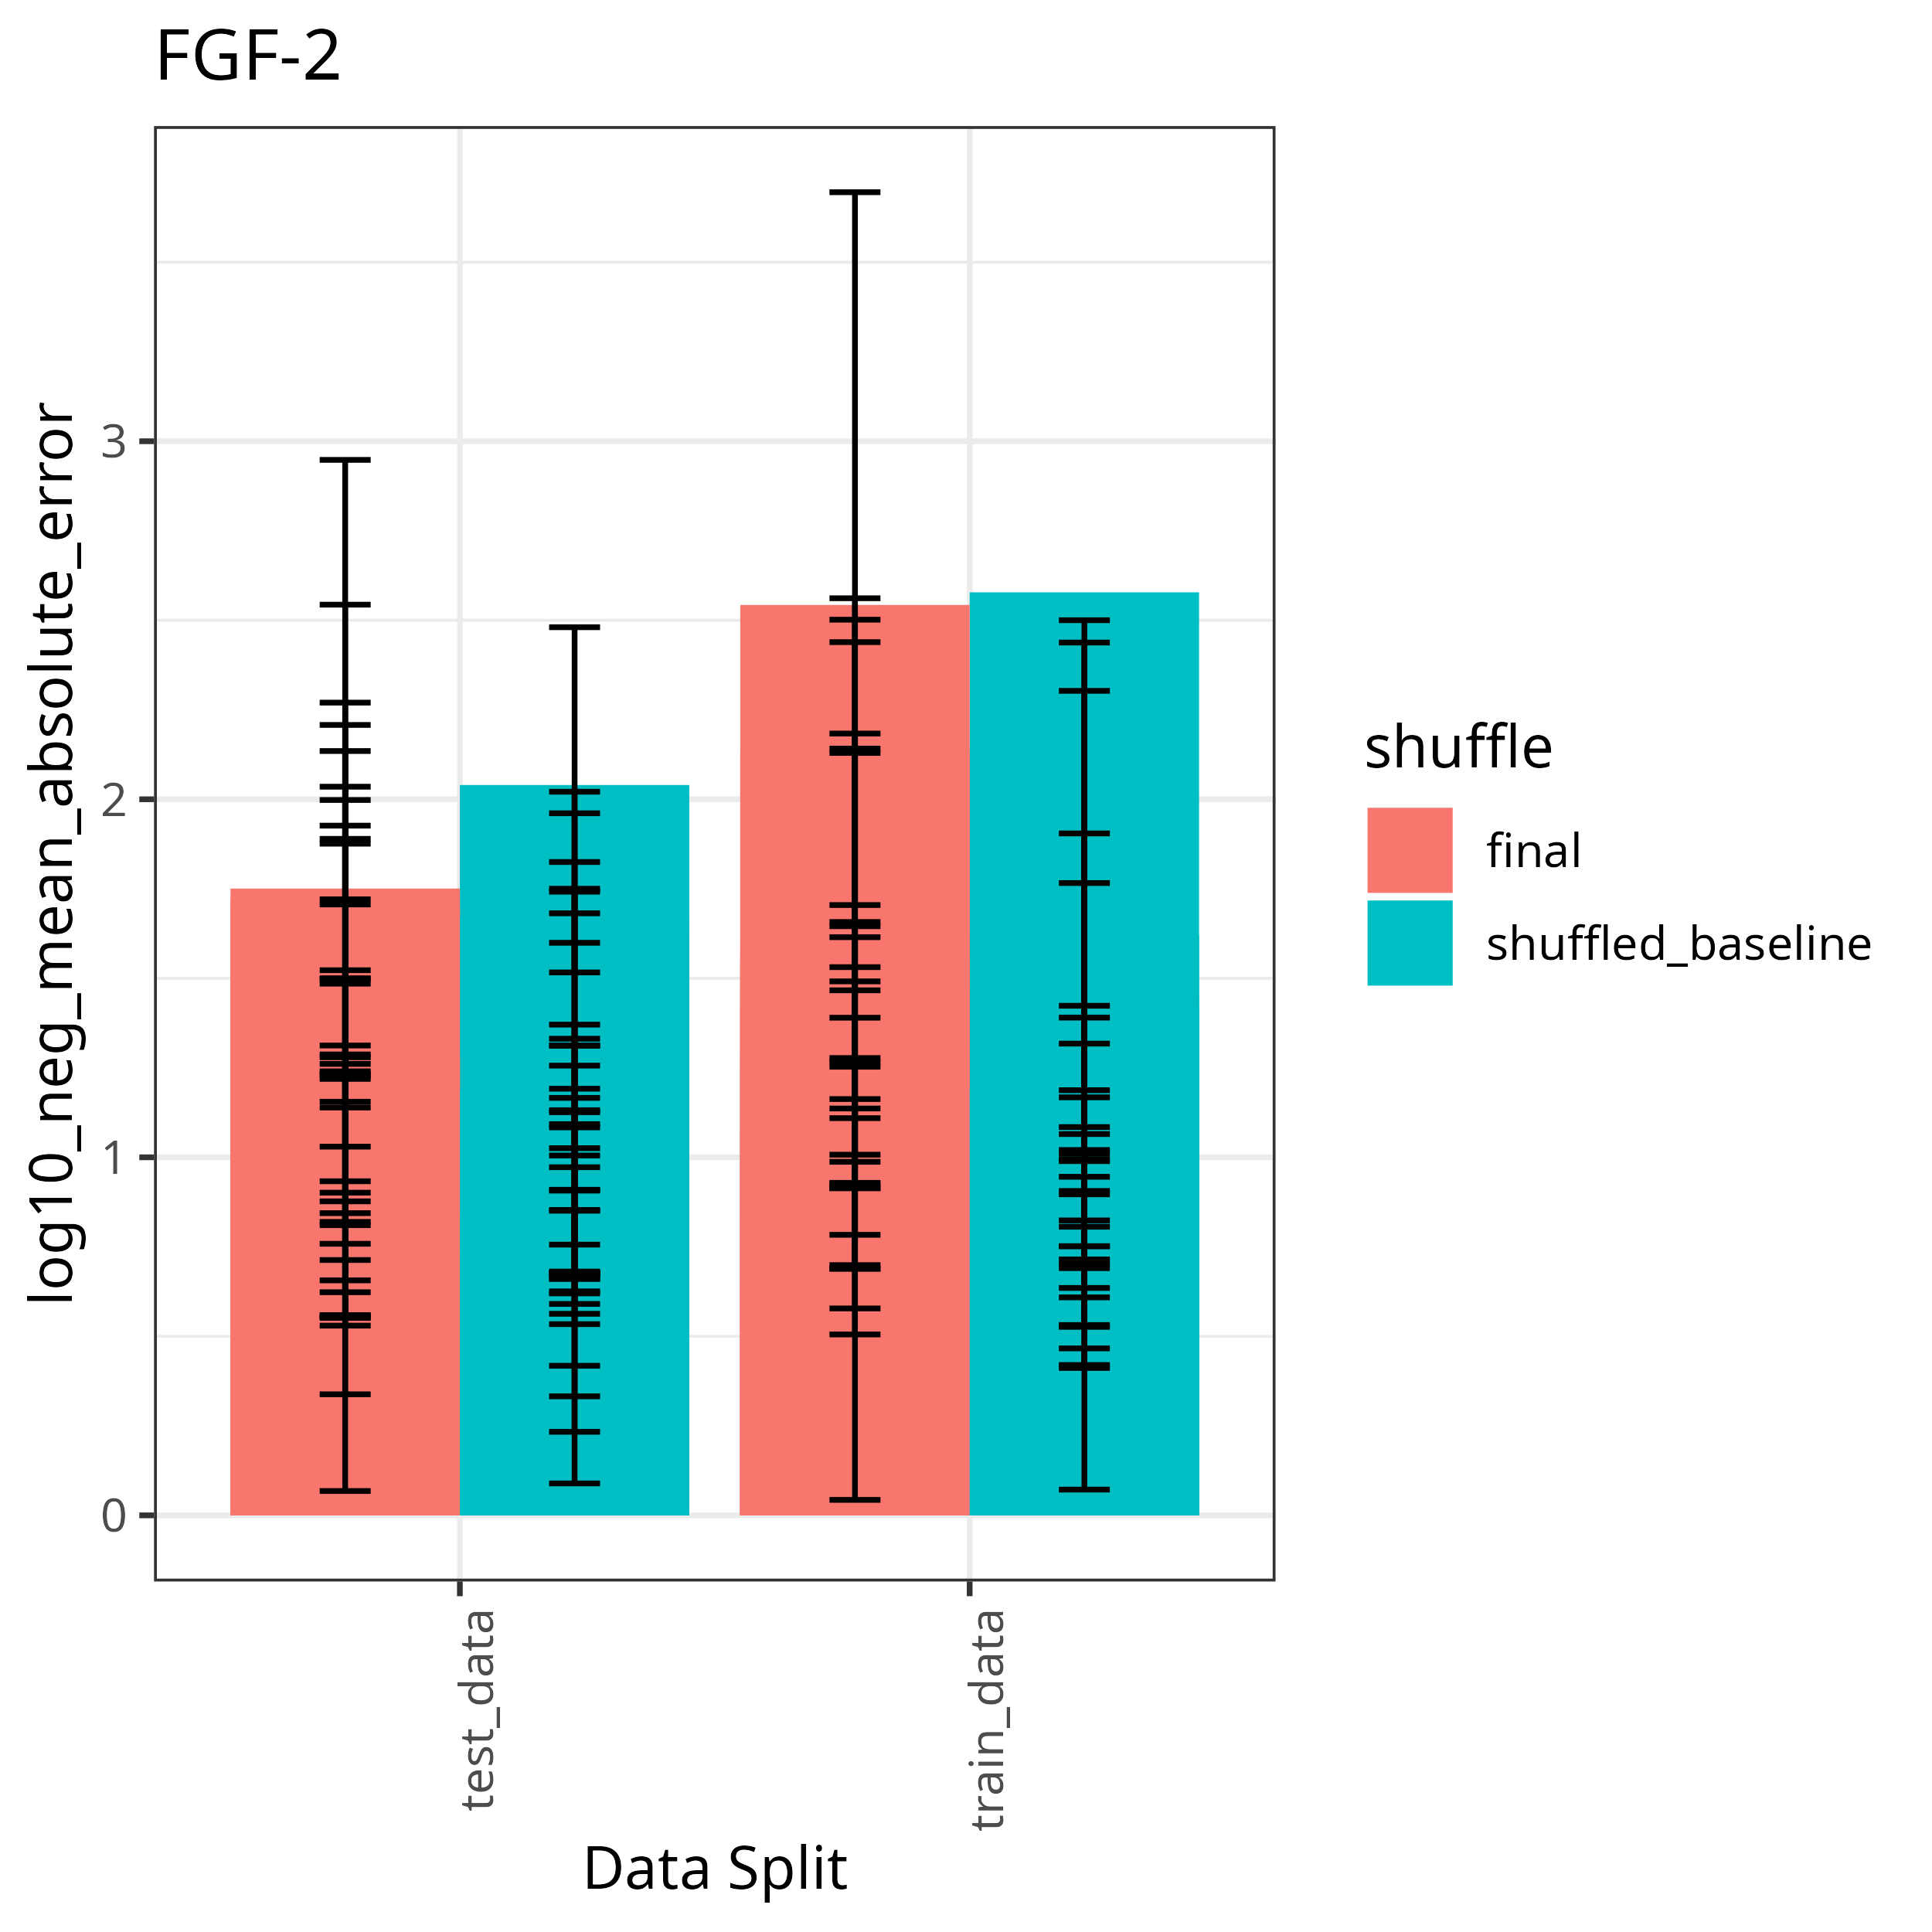 FGF-2
log10_neg_mean_absolute_error
3
2
1
0
test_data
train_data
Data Split
shuffle
final
shuffled_baseline